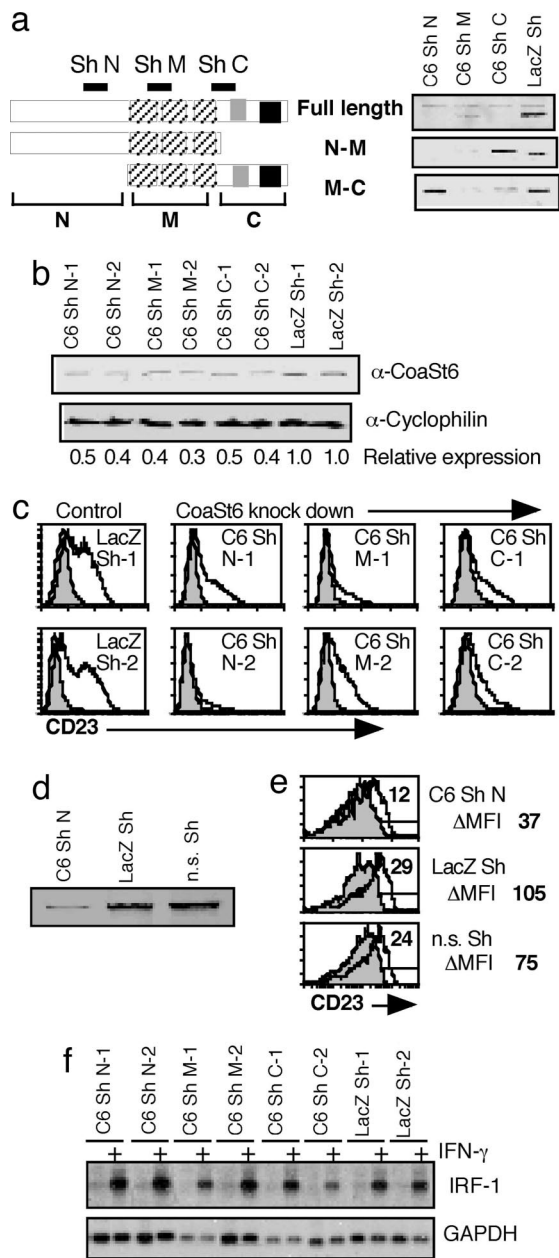 a
Sh N Sh M Sh C
N M C
C6 Sh N
C6 Sh M
C6 Sh C
LacZ Sh
Full length
N-M
M-C
b
C6 Sh N-1
C6 Sh N-2
C6 Sh M-1
C6 Sh M-2
C6 Sh C-1
C6 Sh C-2
LacZ Sh-1
LacZ Sh-2
α-CoaSt6
α-Cyclophilin
0.5 0.4 0.4 0.3 0.5 0.4 1.0 1.0 Relative expression
c
Control CoaSt6 knock down
LacZ
Sh-1
C6 Sh
N-1
C6 Sh
M-1
C6 Sh
C-1
LacZ
Sh-2
C6 Sh
N-2
C6 Sh
M-2
C6 Sh
C-2
CD23
d
C6 Sh N
LacZ Sh
n.s. Sh
e
12 C6 Sh N
ΔMFI 37
29 LacZ Sh
ΔMFI 105
24 n.s. Sh
ΔMFI 75
CD23
f
C6 Sh N-1
C6 Sh N-2
C6 Sh M-1
C6 Sh M-2
C6 Sh C-1
C6 Sh C-2
LacZ Sh-1
LacZ Sh-2
+ + + + + + + + IFN-γ
IRF-1
GAPDH